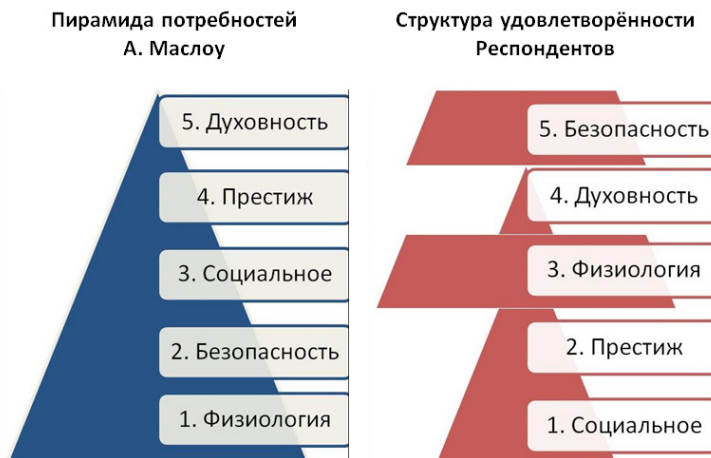 Пирамида потребностей
А. Маслоу
5. Духовность
4. Престиж
3. Социальное
2. Безопасность
1. Физиология
Структура удовлетворённости
Респондентов
5. Безопасность
4. Духовность
3. Физиология
2. Престиж
1. Социальное